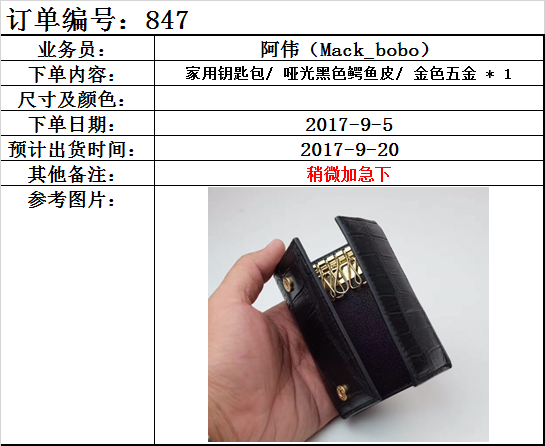 订单编号：847
业务员： 阿伟（Mack_bobo）
下单内容： 家用钥匙包/ 哑光黑色鳄鱼皮/ 金色五金 * 1
尺寸及颜色：
下单日期： 2017-9-5
预计出货时间： 2017-9-20
其他备注： 稍微加急下
参考图片：